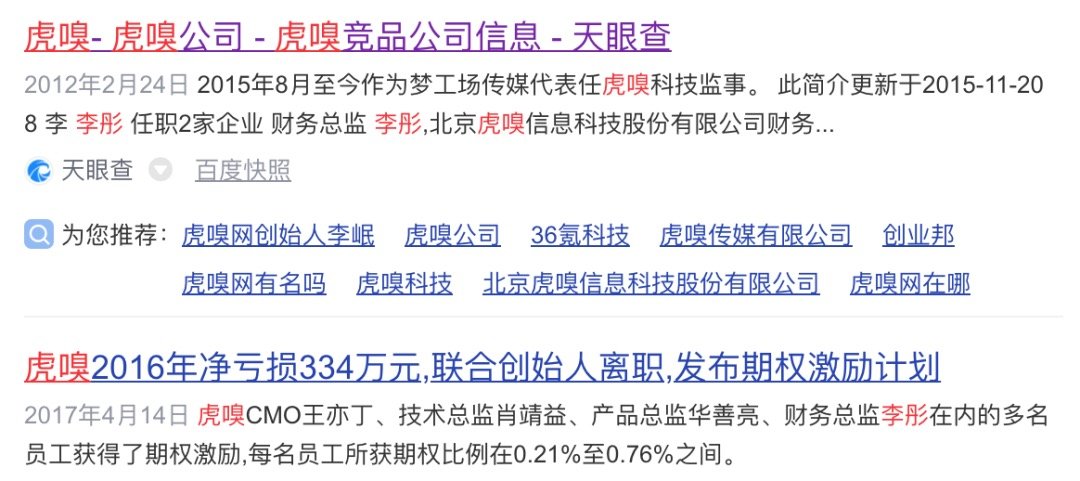 虎嗅- 虎嗅公司 - 虎嗅竞品公司信息 - 天眼查
2012年2月24日 2015年8月至今作为梦工场传媒代表任虎嗅科技监事。 此简介更新于2015-11-20
8 李 李彤 任职2家企业 财务总监 李彤,北京虎嗅信息科技股份有限公司财务...
天眼查 百度快照
为您推荐: 虎嗅网创始人李岷 虎嗅公司 36氪科技 虎嗅传媒有限公司 创业邦
虎嗅网有名吗 虎嗅科技 北京虎嗅信息科技股份有限公司 虎嗅网在哪
虎嗅2016年净亏损334万元,联合创始人离职,发布期权激励计划
2017年4月14日 虎嗅CMO王亦丁、技术总监肖靖益、产品总监华善亮、财务总监李彤在内的多名
员工获得了期权激励,每名员工所获期权比例在0.21%至0.76%之间。